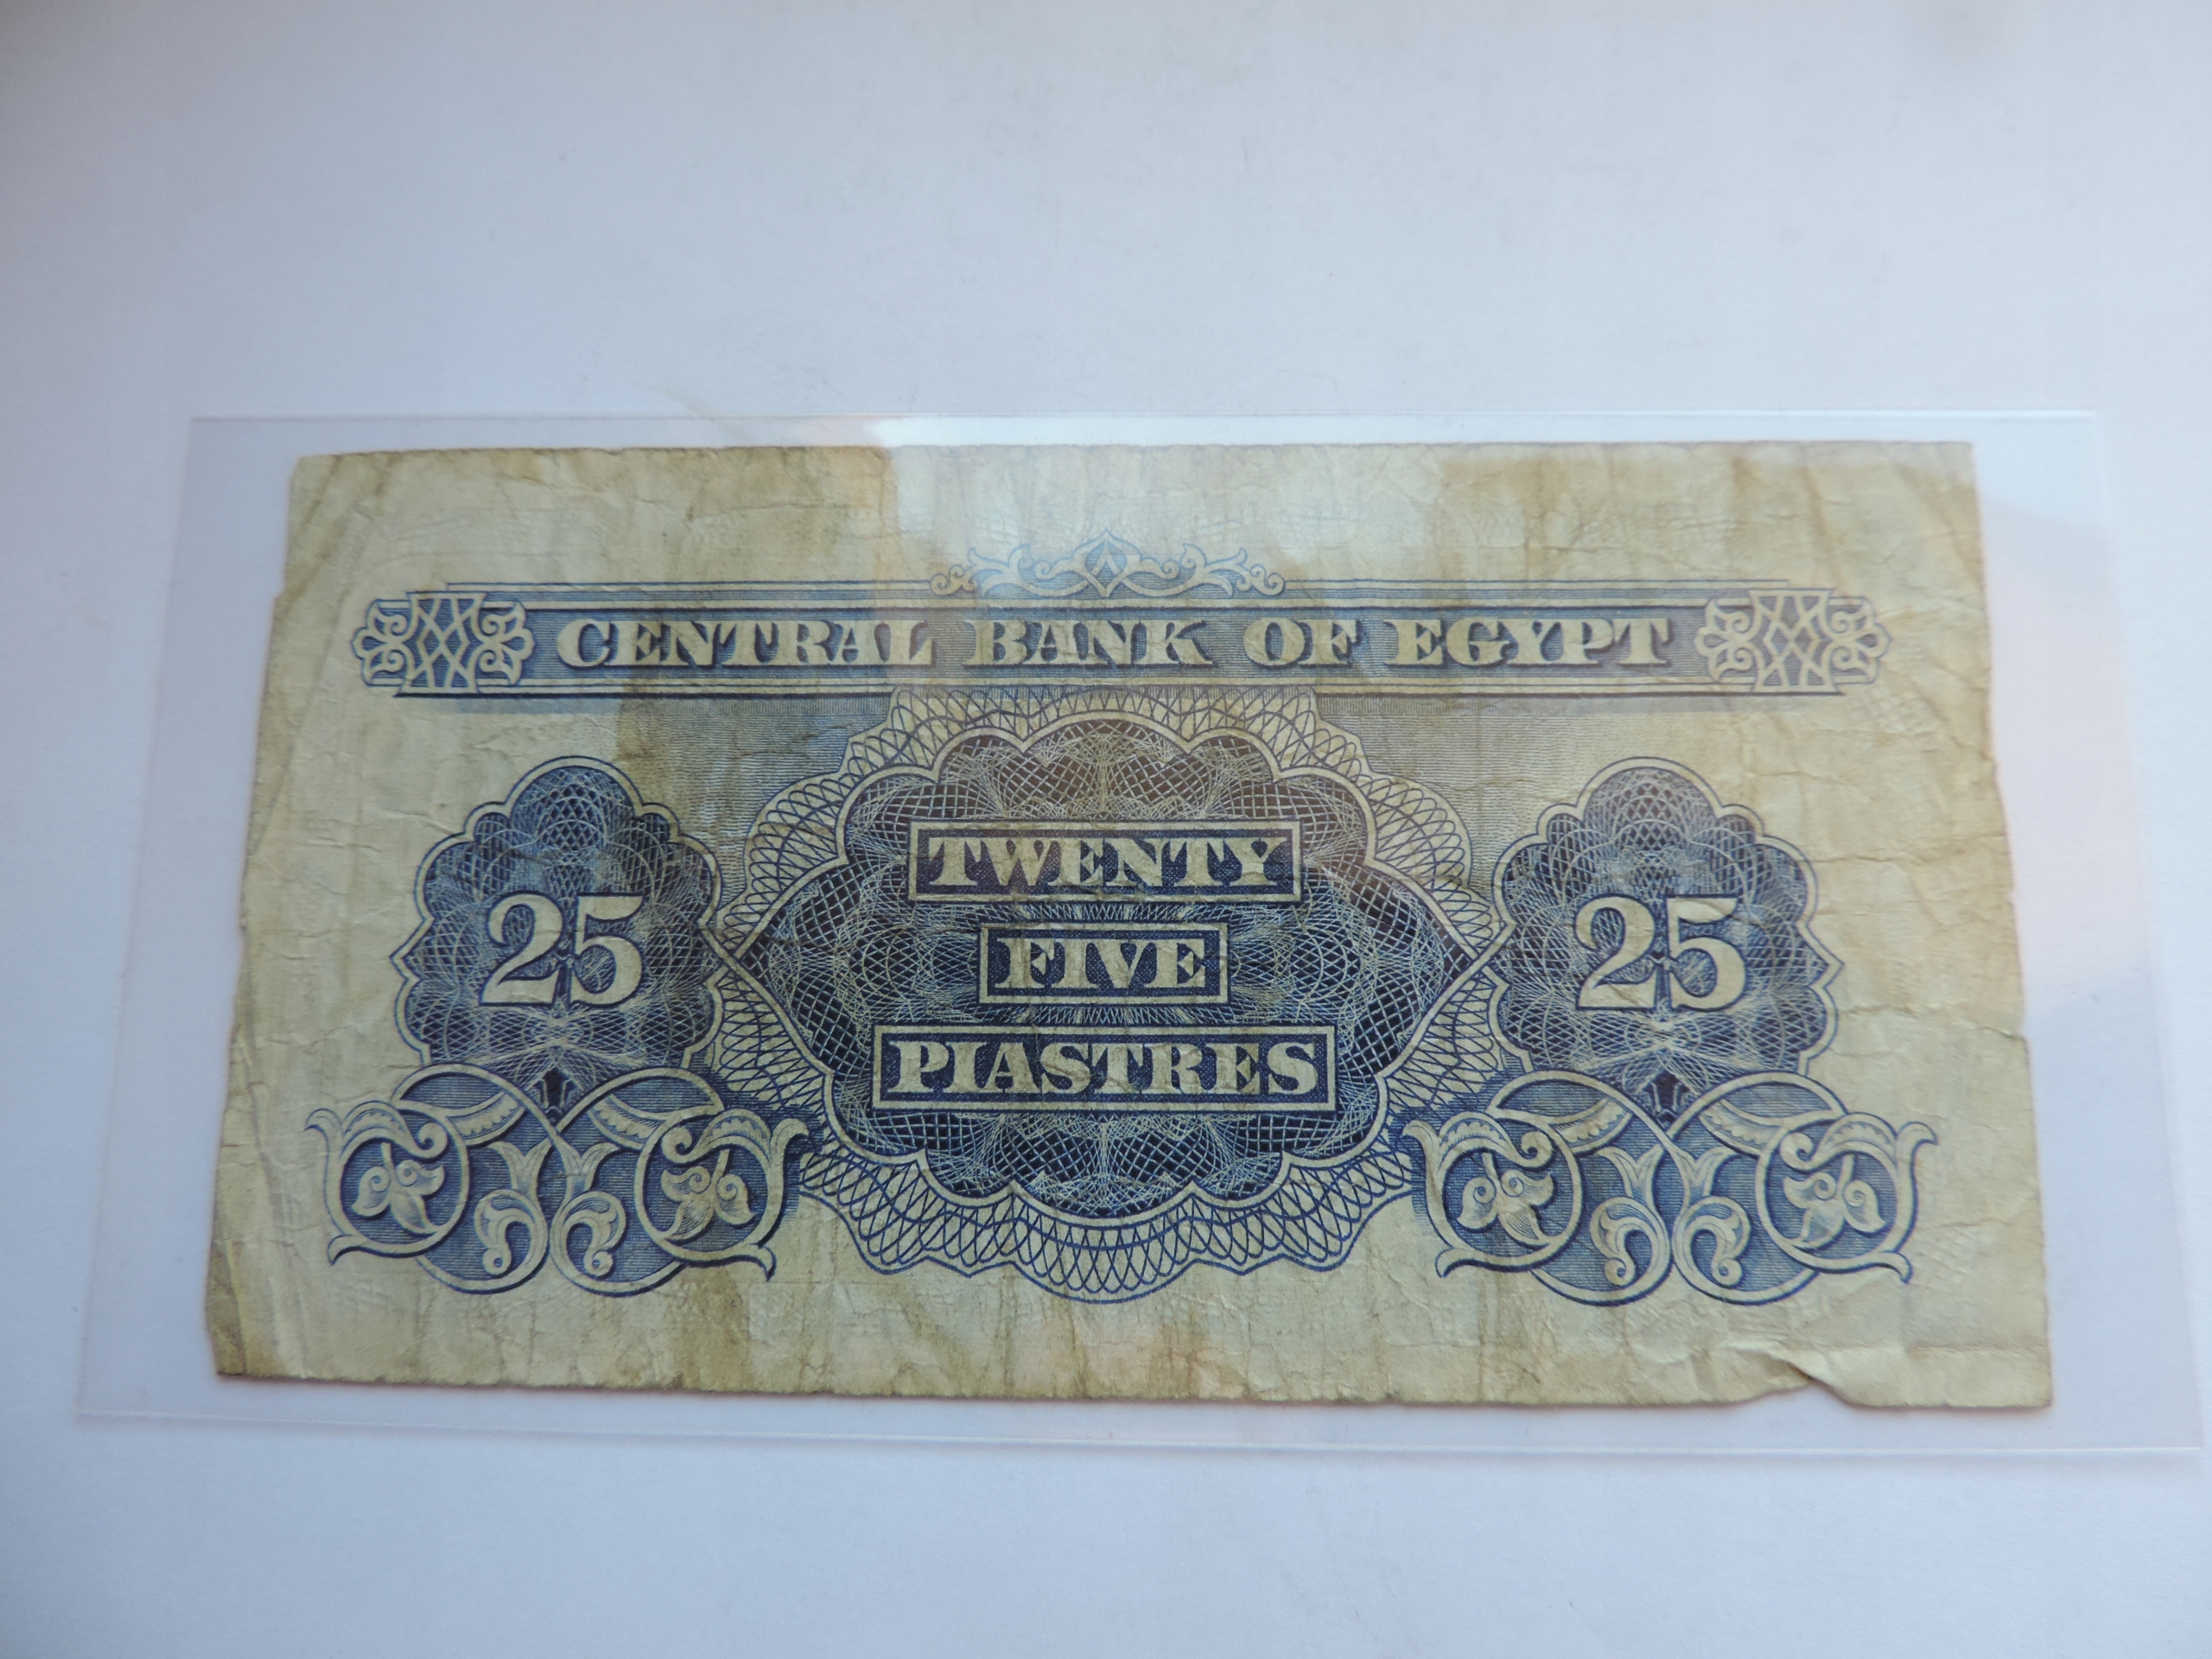 CENTRAL BANK OF EGYPT
TWENTY
25 FIVE 25
PIASTRES